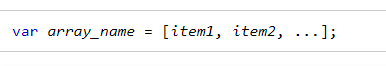 var array_name = [item1, item2, ...];